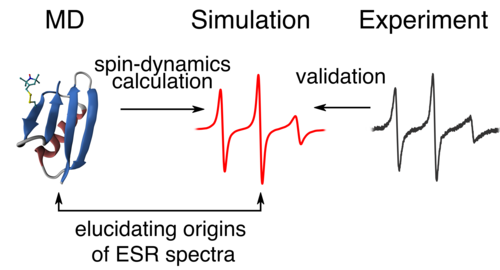 MD
Simulation
Experiment
spin-dynamics
calculation
validation
elucidating origins
of ESR spectra